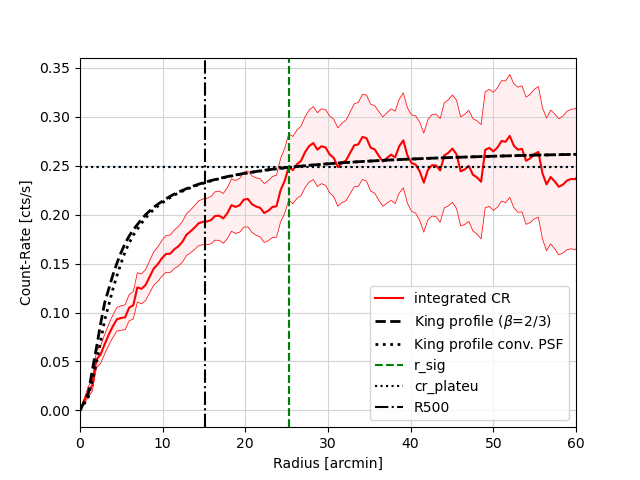 0.35
0.30
0.25
0.20
0.15
0.10
0.05
0.00
Count-Rate [cts/s]
integrated CR
King profile (β=2/3)
King profile conv. PSF
r_sig
cr_plateu
R500
0 10 20 30 40 50 60
Radius [arcmin]